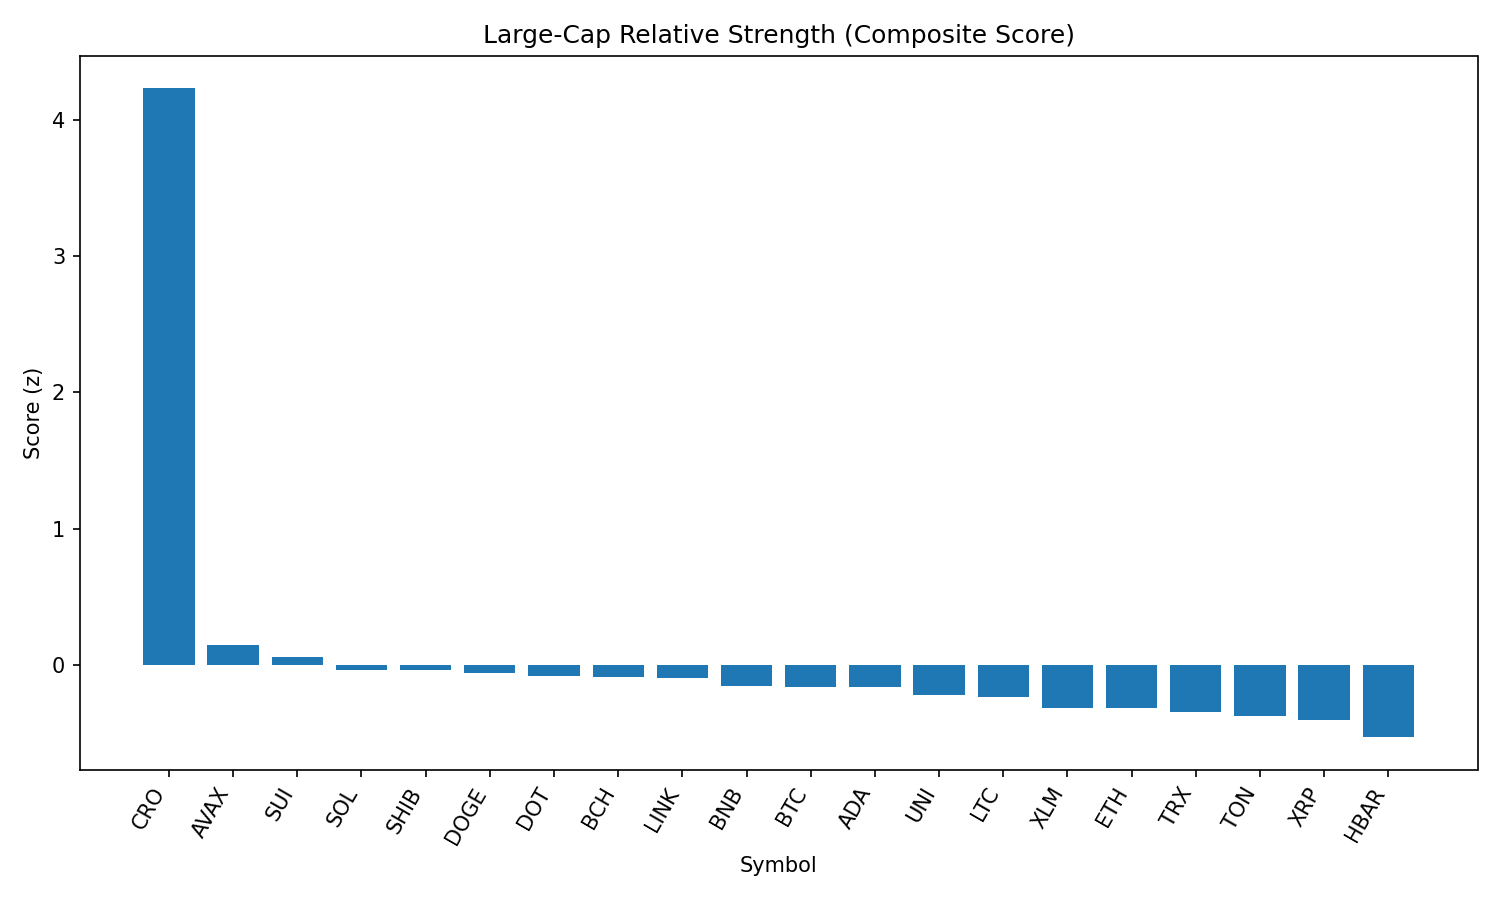 Large-Cap Relative Strength (Composite Score)
Score (z)
4
3
2
1
0
CRO
AVAX
SUI
SOL
SHIB
DOGE
DOT
BCH
LINK
BNB
BTC
ADA
UNI
LTC
XLM
ETH
TRX
TON
XRP
HBAR
Symbol